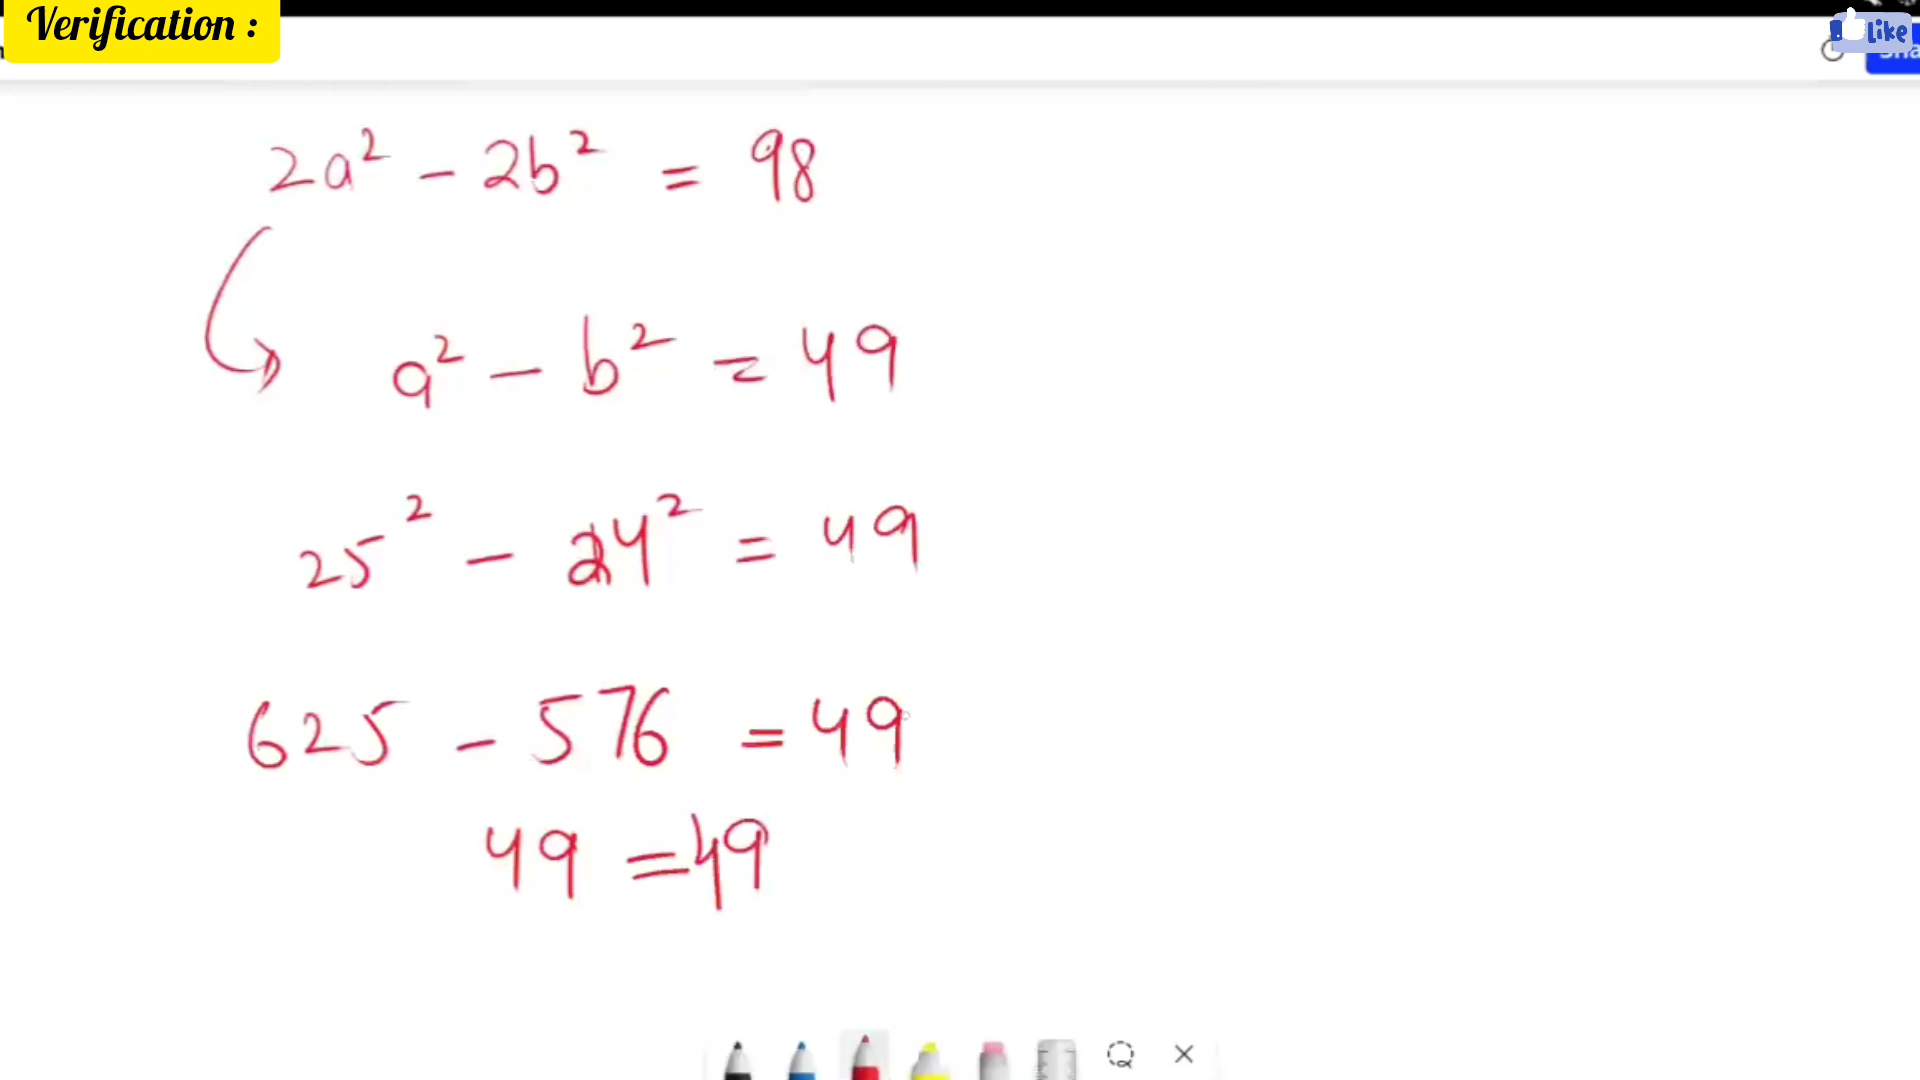 Verification :
Like
2a² - 2b² = 98
a² - b² = 49
25² - 24² = 49
625 - 576 = 49
49 = 49